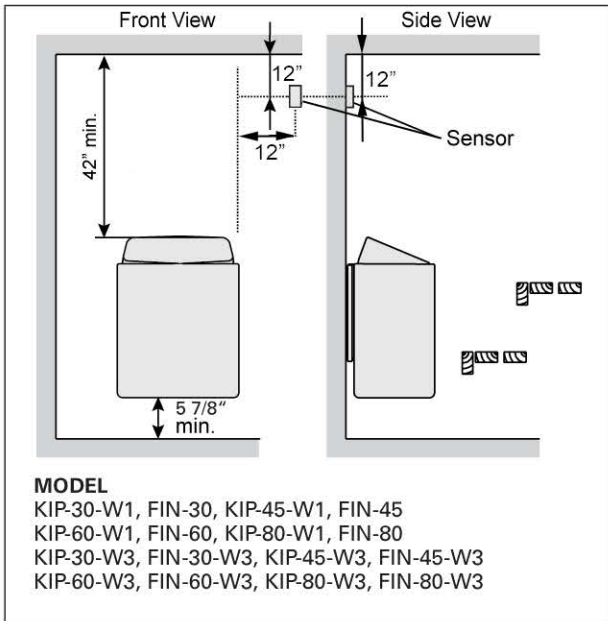 Front View
Side View
12”
12”
42” min.
12”
Sensor
5 7/8“
min.
MODEL
KIP-30-W1, FIN-30, KIP-45-W1, FIN-45
KIP-60-W1, FIN-60, KIP-80-W1, FIN-80
KIP-30-W3, FIN-30-W3, KIP-45-W3, FIN-45-W3
KIP-60-W3, FIN-60-W3, KIP-80-W3, FIN-80-W3